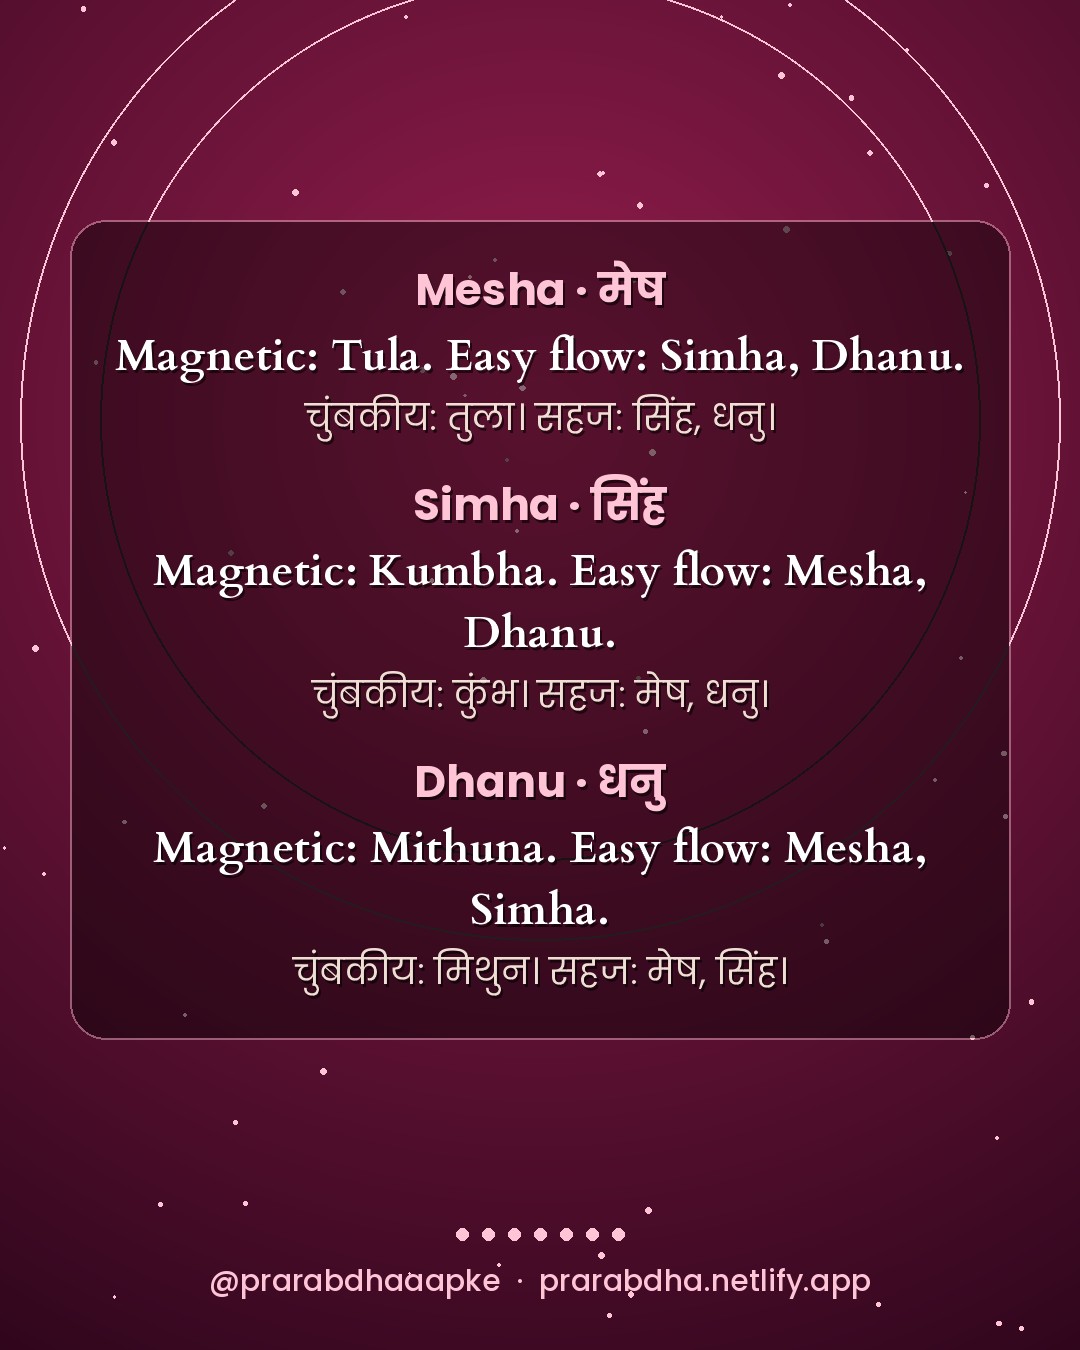 Mesha · मेष
Magnetic: Tula. Easy flow: Simha, Dhanu.
चुंबकीय: तुला। सहज: सिंह, धनु।
Simha · सिंह
Magnetic: Kumbha. Easy flow: Mesha,
Dhanu.
चुंबकीय: कुंभ। सहज: मेष, धनु।
Dhanu · धनु
Magnetic: Mithuna. Easy flow: Mesha,
Simha.
चुंबकीय: मिथुन। सहज: मेष, सिंह।
@prarabdhaaapke · prarabdha.netlify.app